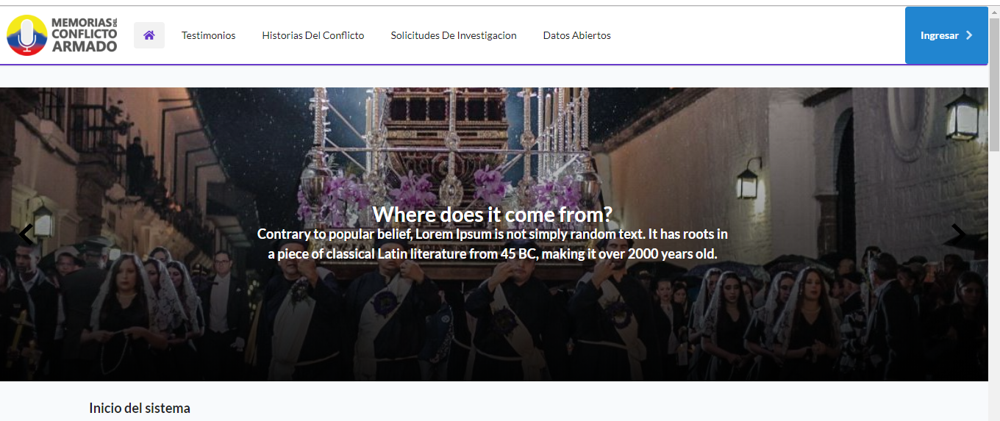 MEMORIAS DEL
CONFLICTO
ARMADO
Testimonios
Historias Del Conflicto
Solicitudes De Investigacion
Datos Abiertos
Ingresar
Where does it come from?
Contrary to popular belief, Lorem Ipsum is not simply random text. It has roots in
a piece of classical Latin literature from 45 BC, making it over 2000 years old.
Inicio del sistema